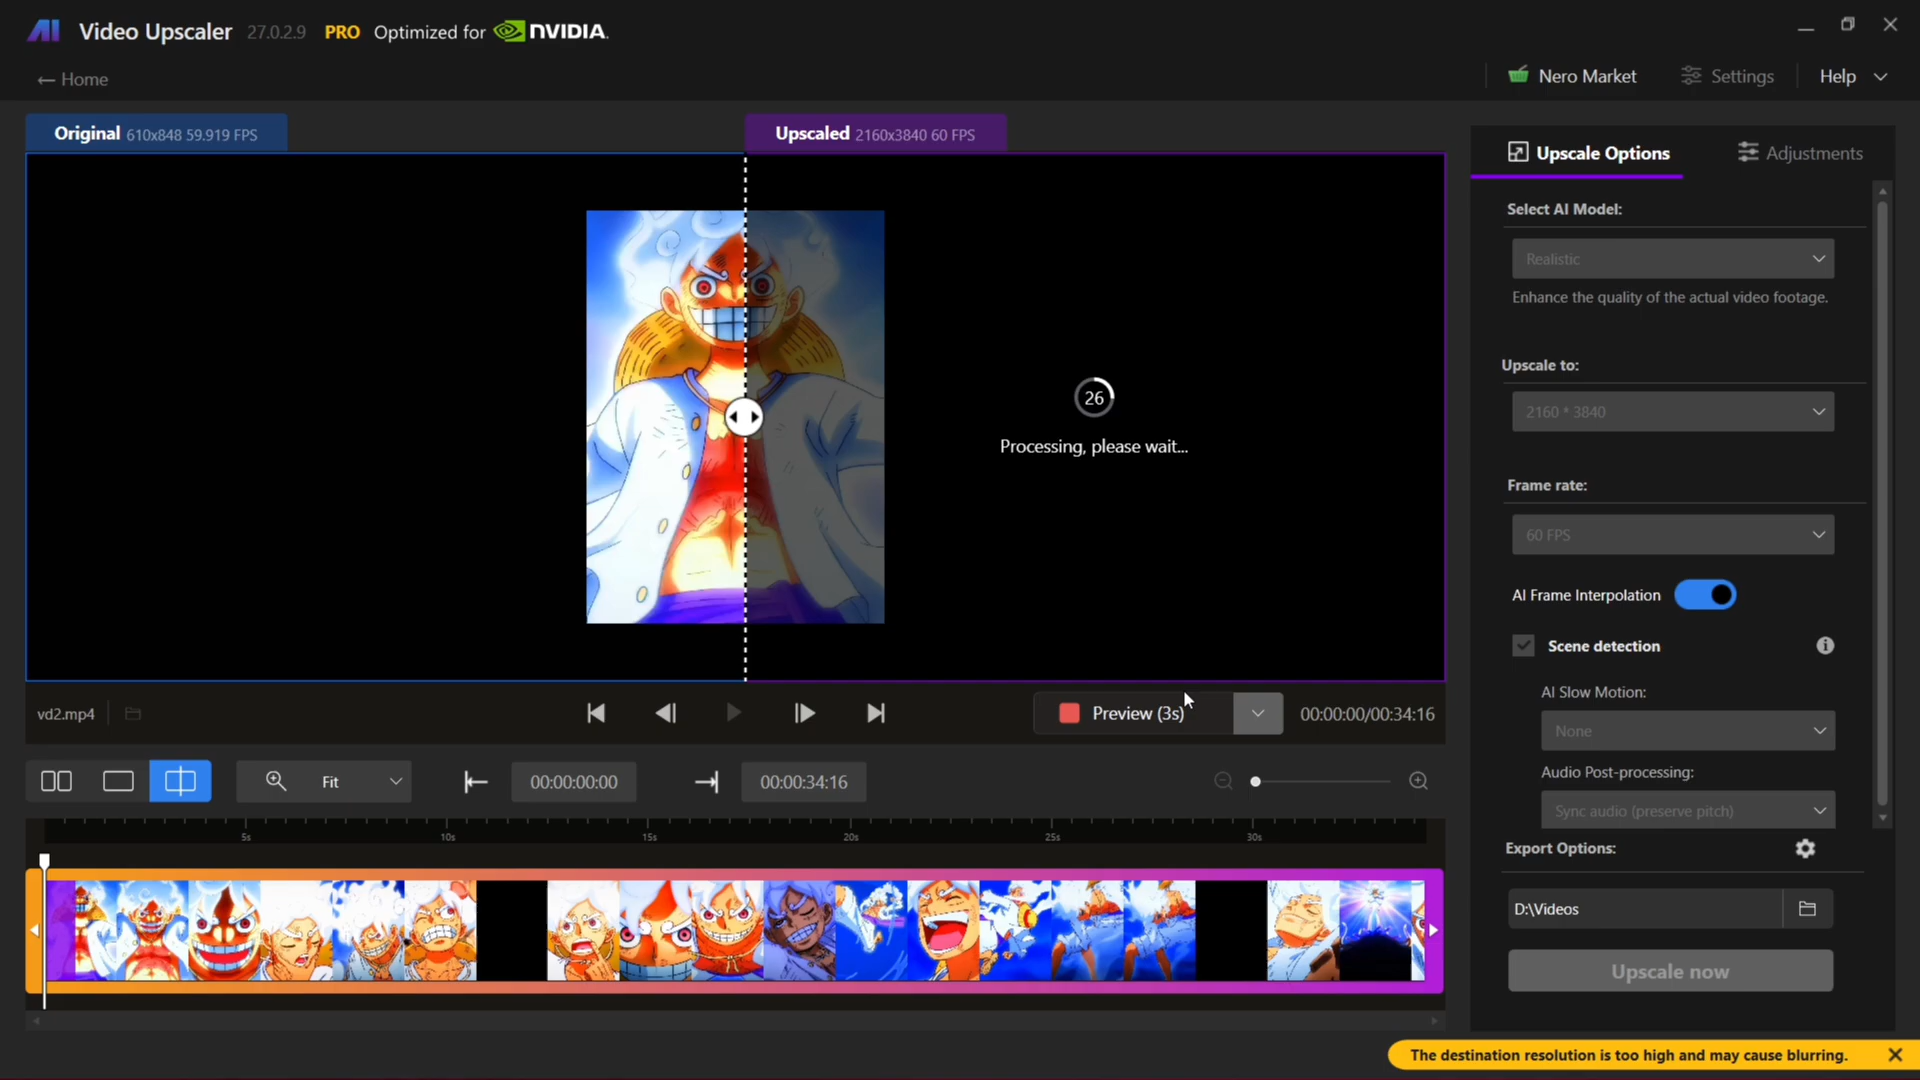 AI Video Upscaler 27.0.2.9 PRO Optimized for NVIDIA.
← Home
Nero Market
Settings
Help
Original 610x848 59.919 FPS
Upscaled 2160x3840 60 FPS
Upscale Options
Adjustments
Select AI Model:
Realistic
Enhance the quality of the actual video footage.
Upscale to:
2160 * 3840
Frame rate:
60 FPS
AI Frame Interpolation
Scene detection
AI Slow Motion:
None
Audio Post-processing:
Sync audio (preserve pitch)
Export Options:
D:\Videos
Upscale now
26
Processing, please wait...
vd2.mp4
Preview (3s)
00:00:00/00:34:16
Fit
00:00:00:00
00:00:34:16
5s
10s
15s
20s
25s
30s
The destination resolution is too high and may cause blurring.